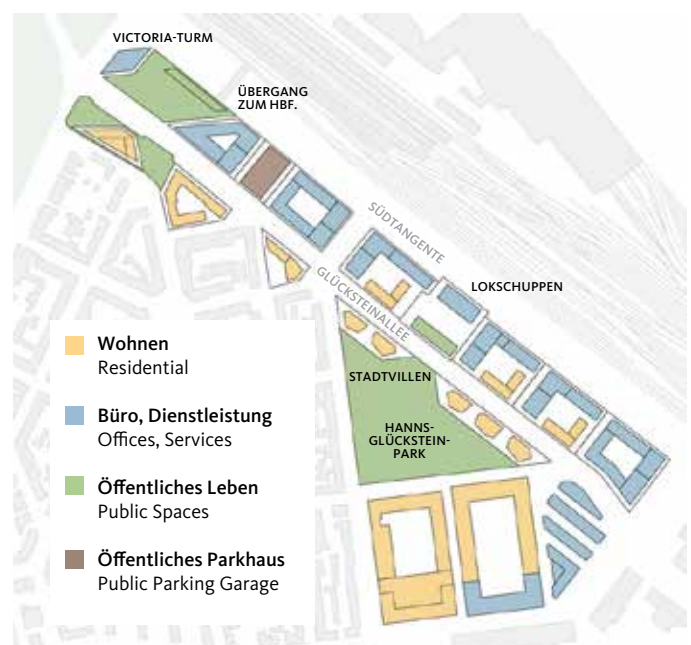 VICTORIA-TURM
ÜBERGANG
ZUM HBF.
SÜDTANGENTE
LOKSCHUPPEN
GLÜCKSTEINALLEE
STADTVILLEN
HANNS-
GLÜCKSTEIN-
PARK
Wohnen
Residential
Büro, Dienstleistung
Offices, Services
Öffentliches Leben
Public Spaces
Öffentliches Parkhaus
Public Parking Garage